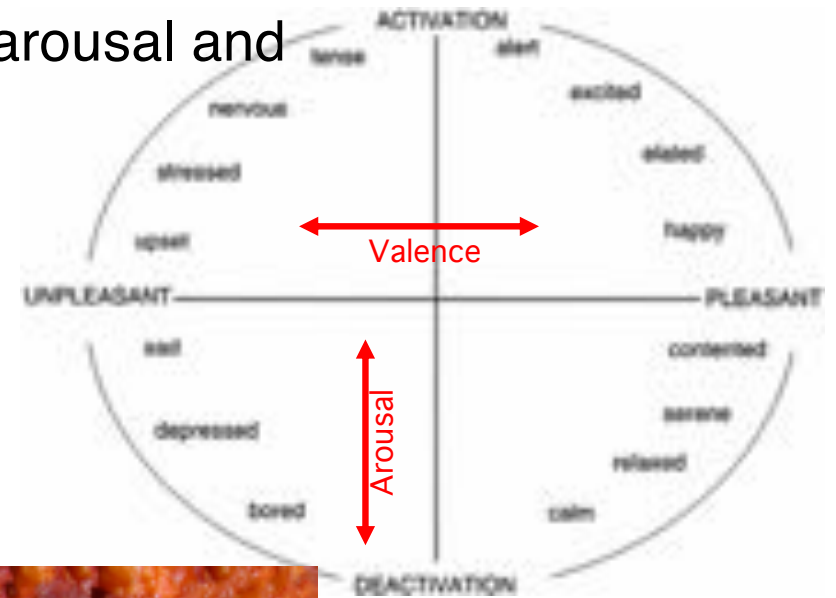 arousal and
ACTIVATION
tense
alert
nervous
excited
stressed
elated
upset
happy
Valence
UNPLEASANT
PLEASANT
sad
contented
Arousal
depressed
serene
relaxed
bored
calm
DEACTIVATION